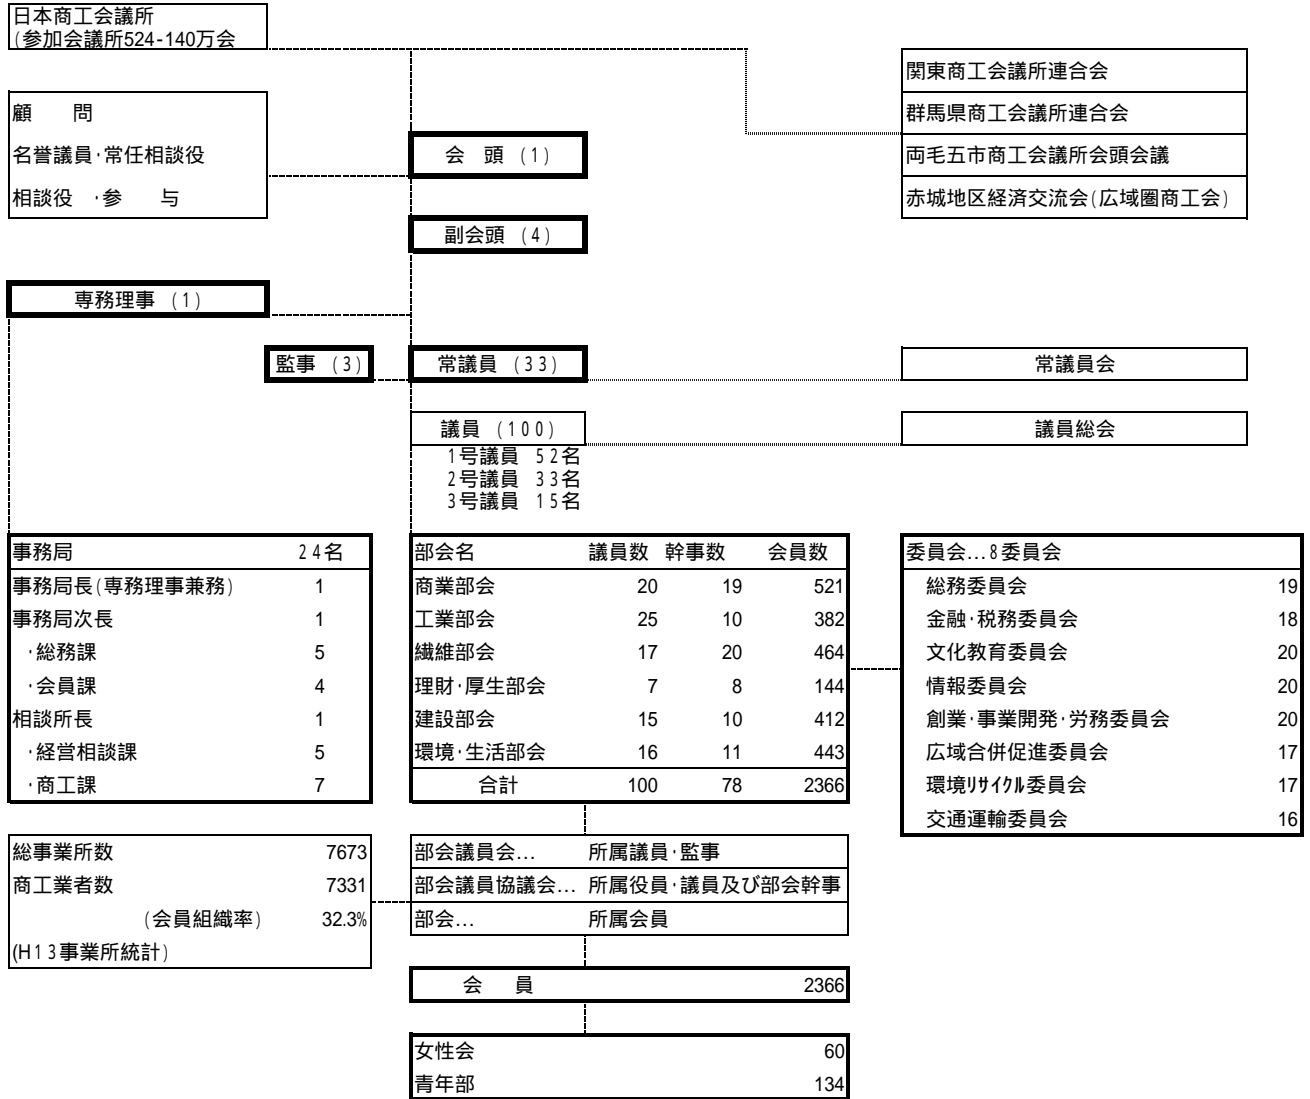 日本商工会議所
(参加会議所524-140万会
関東商工会議所連合会
群馬県商工会議所連合会
両毛五市商工会議所会頭会議
赤城地区経済交流会(広域圏商工会)
顧　　問
名誉議員・常任相談役
相談役　・参　　与
会　頭　(1)
副会頭　(4)
専務理事　(1)
監事　(3)
常議員　(33)
常議員会
議員　(100)
議員総会
1号議員　52名
2号議員　33名
3号議員　15名
事務局　24名
事務局長(専務理事兼務)　1
事務局次長　1
・総務課　5
・会員課　4
相談所長　1
・経営相談課　5
・商工課　7
部会名　議員数　幹事数　会員数
商業部会　20　19　521
工業部会　25　10　382
繊維部会　17　20　464
理財・厚生部会　7　8　144
建設部会　15　10　412
環境・生活部会　16　11　443
合計　100　78　2366
委員会…8委員会
総務委員会　19
金融・税務委員会　18
文化教育委員会　20
情報委員会　20
創業・事業開発・労務委員会　20
広域合併促進委員会　17
環境ﾘｻｲｸﾙ委員会　17
交通運輸委員会　16
総事業所数　7673
商工業者数　7331
(会員組織率)　32.3%
(H13事業所統計)
部会議員会…　所属議員・監事
部会議員協議会…　所属役員・議員及び部会幹事
部会…　所属会員
会　員　2366
女性会　60
青年部　134